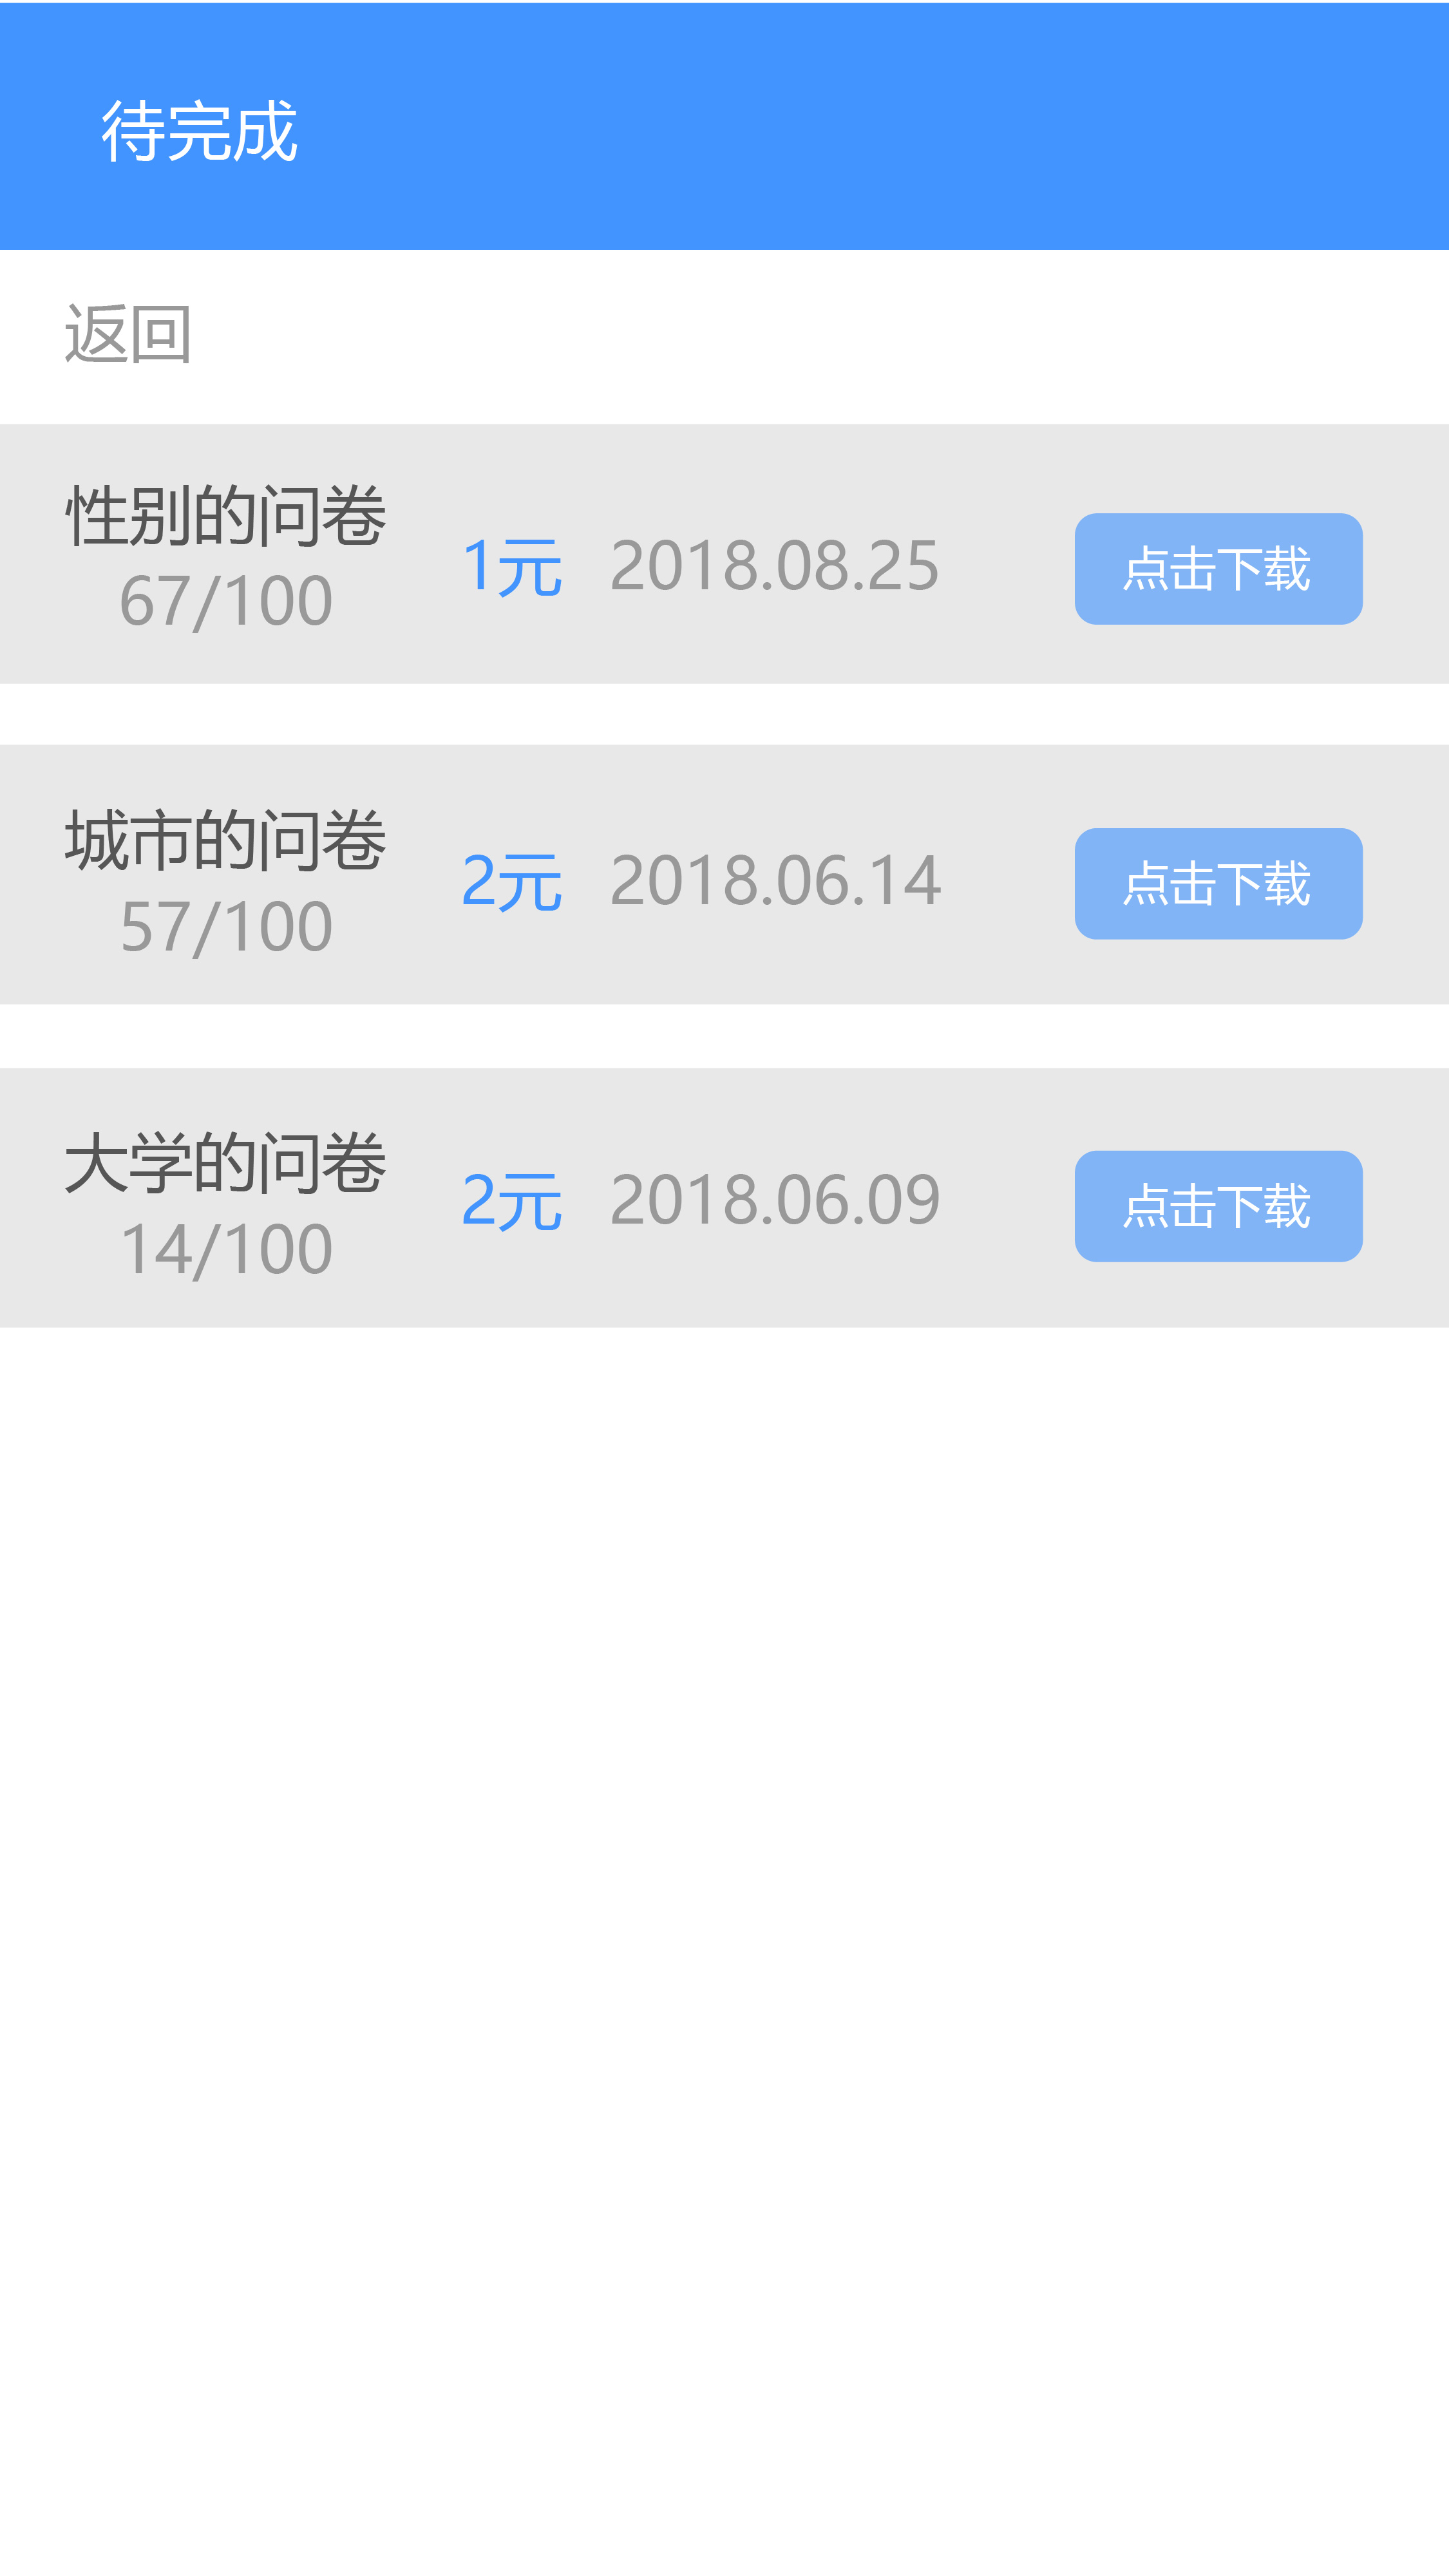 待完成
返回
性别的问卷
67/100
1元
2018.08.25
点击下载
城市的问卷
57/100
2元
2018.06.14
点击下载
大学的问卷
14/100
2元
2018.06.09
点击下载